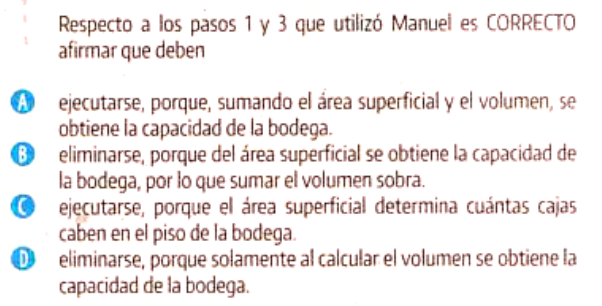 Respecto a los pasos 1 y 3 que utilizó Manuel es CORRECTO
afirmar que deben
A ejecutarse, porque, sumando el área superficial y el volumen, se
obtiene la capacidad de la bodega.
B eliminarse, porque del área superficial se obtiene la capacidad de
la bodega, por lo que sumar el volumen sobra.
C ejecutarse, porque el área superficial determina cuántas cajas
caben en el piso de la bodega.
D eliminarse, porque solamente al calcular el volumen se obtiene la
capacidad de la bodega.